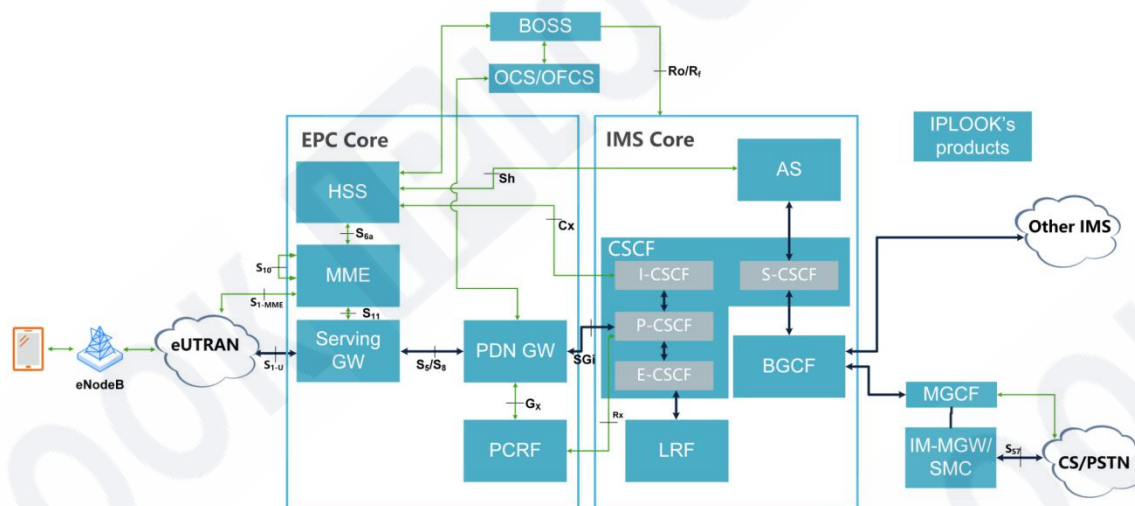 BOSS
OCS/OFCS
Ro/Rf
EPC Core
IMS Core
IPLOOK's
products
HSS
Sh
AS
Cx
S6a
Other IMS
CSCF
MME
S10
I-CSCF
S-CSCF
S1-MME
S11
eUTRAN
Serving
GW
PDN GW
P-CSCF
S1-U
S5/S8
SGi
eNodeB
E-CSCF
BGCF
MGCF
Gx
Rx
PCRF
LRF
IM-MGW/
SMC
S57
CS/PSTN